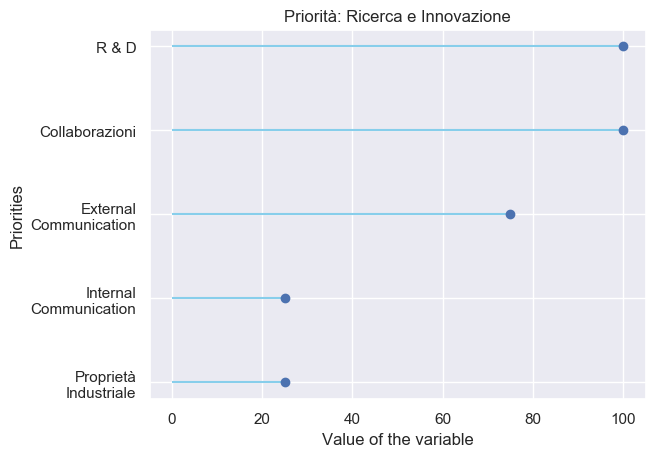 Priorità: Ricerca e Innovazione
R & D
Collaborazioni
External
Communication
Internal
Communication
Proprietà
Industriale
Priorities
0 20 40 60 80 100
Value of the variable